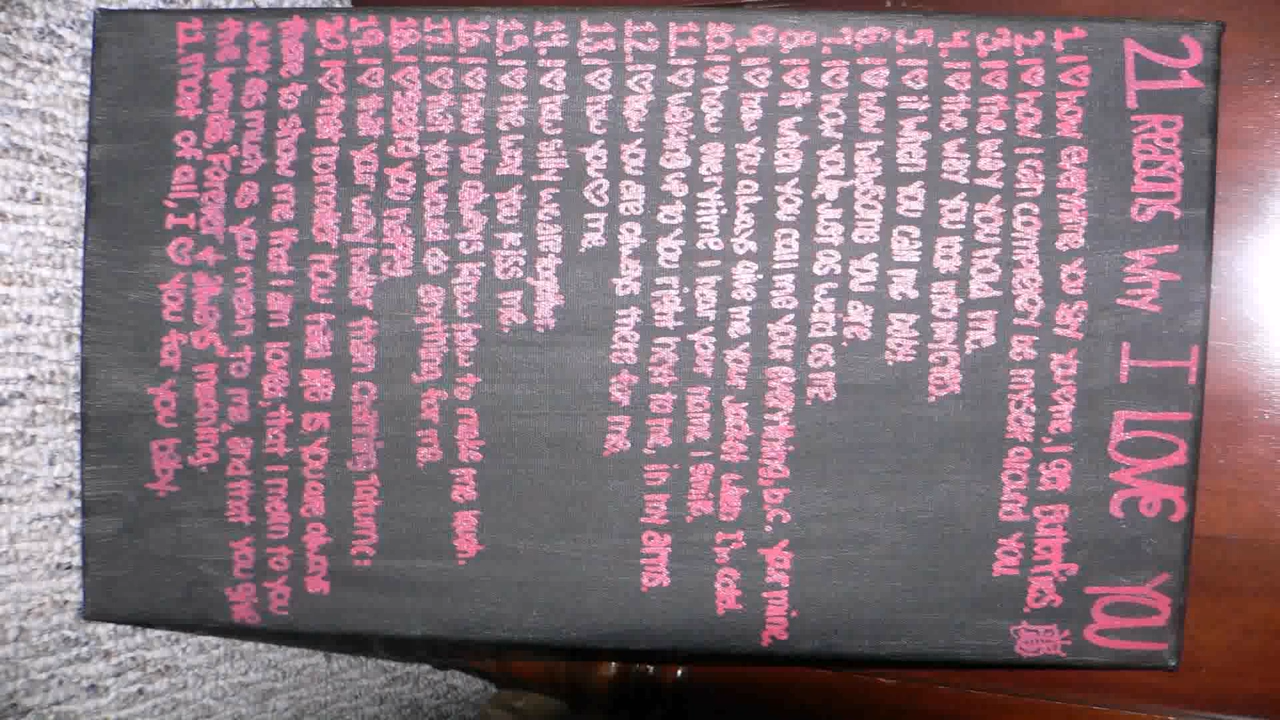 21 Reasons Why I LOVE YOU
1. I ♡ how everytime you say you love me, I get Butterflies.
2. I ♡ how I can completely be myself around you.
3. I ♡ the way you hold me.
4. I ♡ the way you
5. I ♡ it when you call me baby.
6. I ♡ how handsome you are.
7. I ♡ how you're just as weird as me
8. I ♡ it when you call me your everything, b.c. your mine.
9. I ♡ how you always give me your jacket when I'm cold.
10. I ♡ how everytime I hear your name, I smile.
11. I ♡ waking up to you right next to me, in my arms.
12. I ♡ how you are always there for me.
13. I ♡ how you ♡ me.
14. I ♡ how silly we are together.
15. I ♡ the way you kiss me.
16. I ♡ how you always know how to make me laugh.
17. I ♡ that you would do anything for me.
18. I ♡ seeing you happy
19. I ♡ that your way hotter than Channing Tatum c:
20. I ♡ that no matter how hard life is you are always
there to show me that I am loved, that I mean to you
just as much as you mean to me, and that you give
the words, "Forever + Always" meaning.
21. most of all, I ♡ you for you baby.